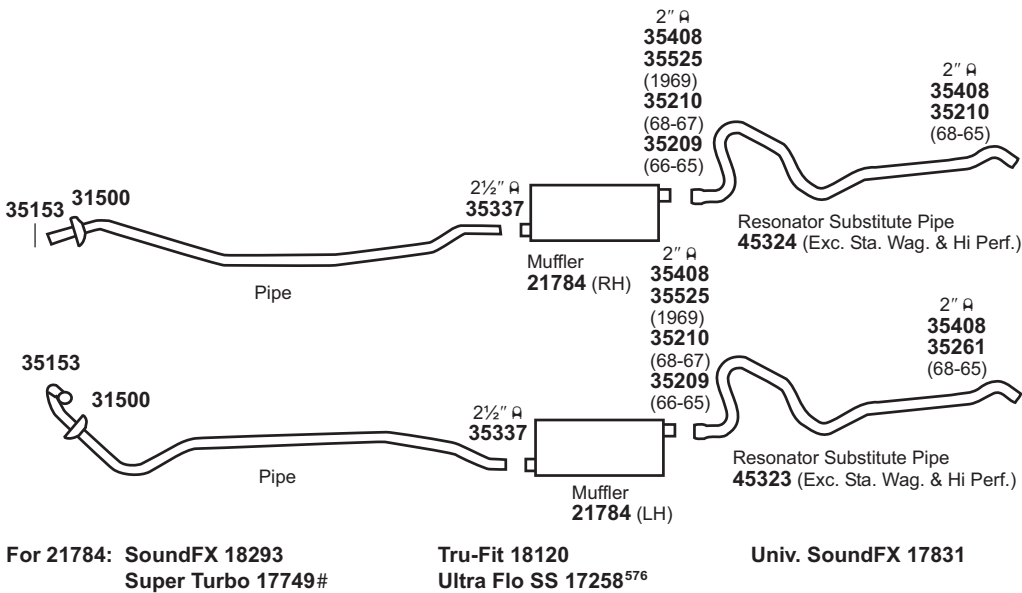 2″
35408
35525
(1969)
35210
(68-67)
35209
(66-65)
2″
35408
35210
(68-65)
35153
31500
2½″
35337
Muffler
21784 (RH)
Pipe
Resonator Substitute Pipe
45324 (Exc. Sta. Wag. & Hi Perf.)
2″
35408
35525
(1969)
35210
(68-67)
35209
(66-65)
2″
35408
35261
(68-65)
35153
31500
2½″
35337
Pipe
Muffler
21784 (LH)
Resonator Substitute Pipe
45323 (Exc. Sta. Wag. & Hi Perf.)
For 21784: SoundFX 18293 Tru-Fit 18120 Univ. SoundFX 17831
Super Turbo 17749# Ultra Flo SS 17258⁵⁷⁶